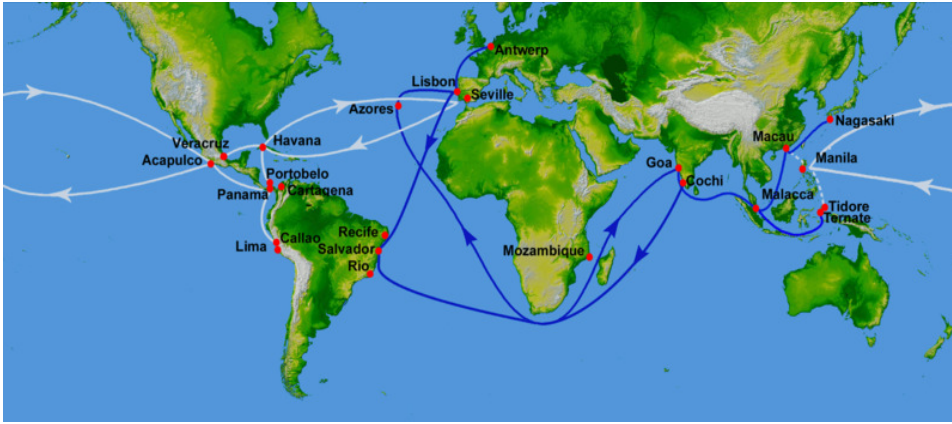 Antwerp
Lisbon
Seville
Azores
Nagasaki
Macau
Veracruz
Havana
Acapulco
Goa
Manila
Cochi
Portobelo
Panama
Cartagena
Malacca
Tidore
Ternate
Recife
Callao
Lima
Salvador
Mozambique
Rio